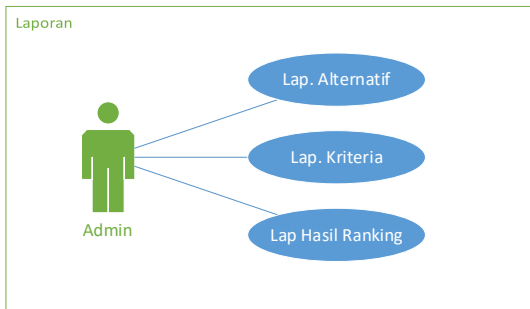 Laporan
Lap. Alternatif
Lap. Kriteria
Lap Hasil Ranking
Admin